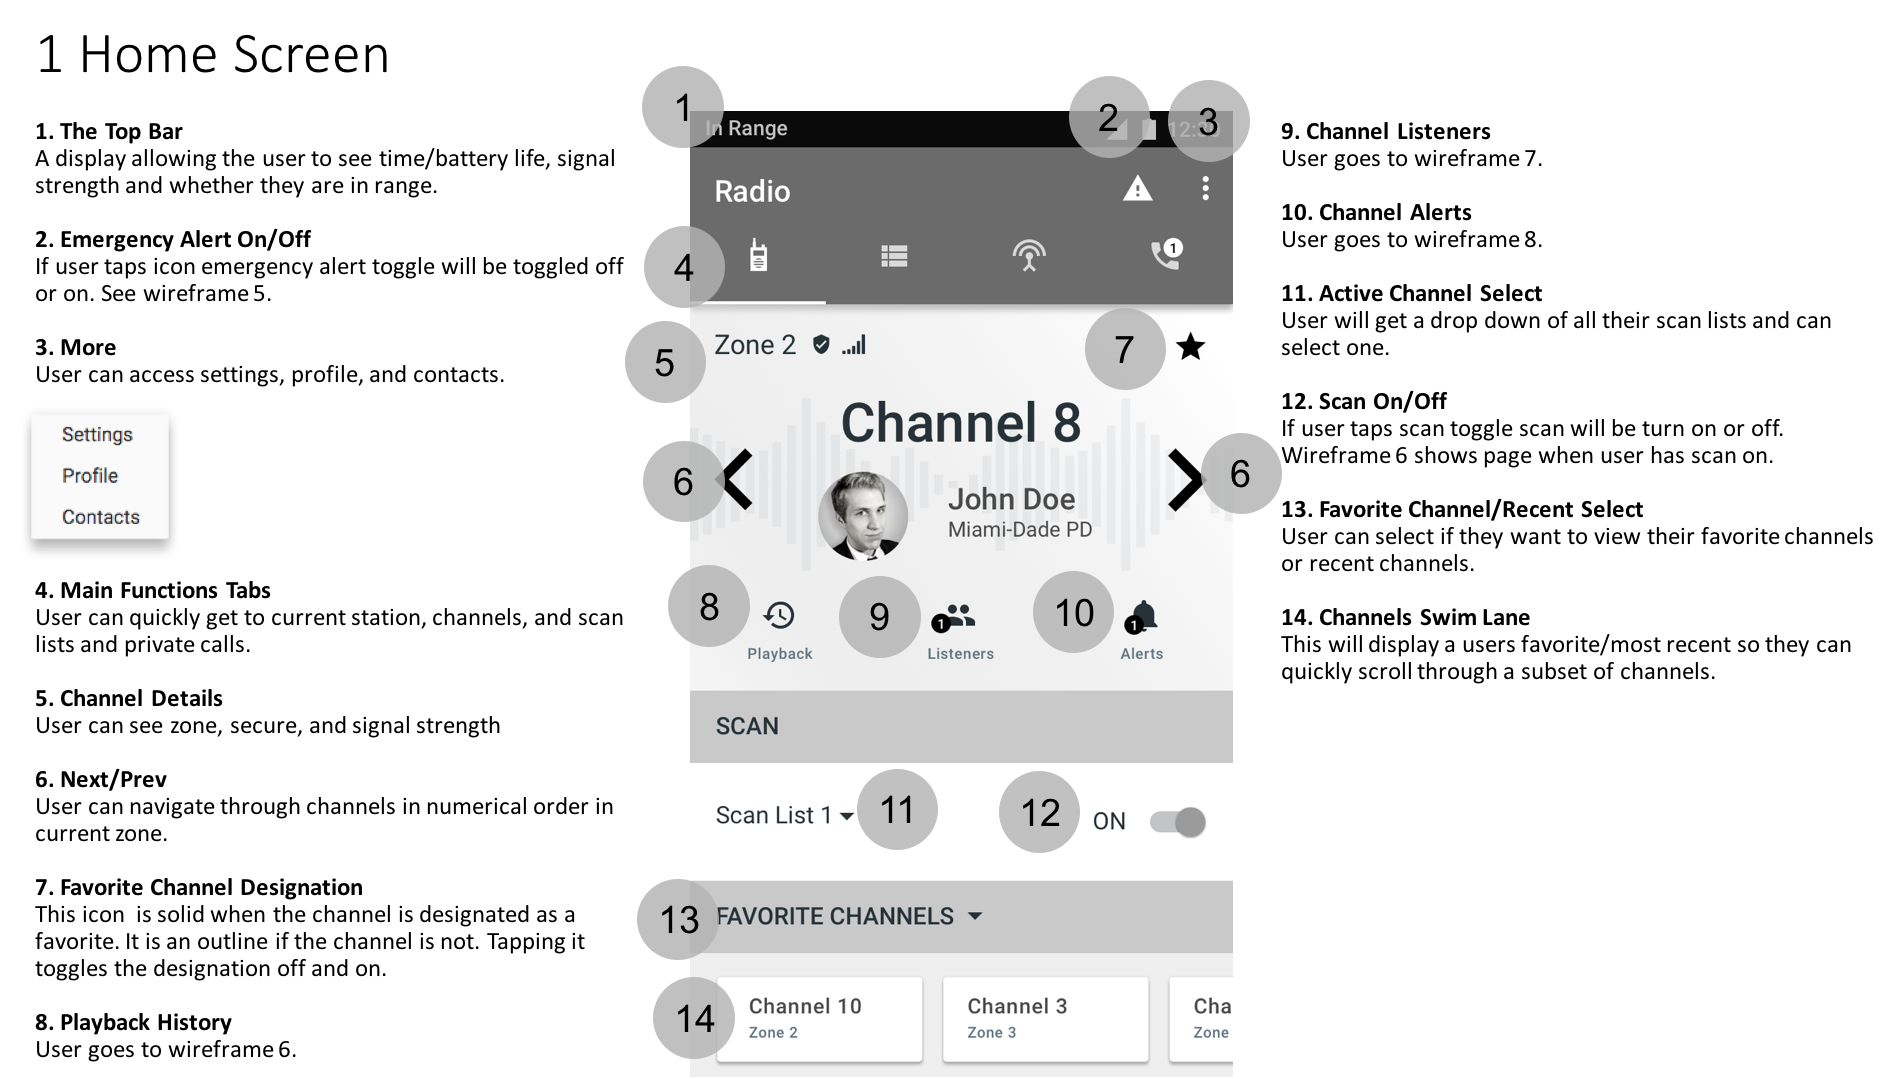 1 Home Screen
1. The Top Bar
A display allowing the user to see time/battery life, signal
strength and whether they are in range.
2. Emergency Alert On/Off
If user taps icon emergency alert toggle will be toggled off
or on. See wireframe 5.
3. More
User can access settings, profile, and contacts.
Settings
Profile
Contacts
4. Main Functions Tabs
User can quickly get to current station, channels, and scan
lists and private calls.
5. Channel Details
User can see zone, secure, and signal strength
6. Next/Prev
User can navigate through channels in numerical order in
current zone.
7. Favorite Channel Designation
This icon  is solid when the channel is designated as a
favorite. It is an outline if the channel is not. Tapping it
toggles the designation off and on.
8. Playback History
User goes to wireframe 6.
1
In Range
2
3
Radio
4
1
5
Zone 2
7
Channel 8
6
6
John Doe
Miami-Dade PD
8
9
1
10
1
Playback
Listeners
Alerts
SCAN
Scan List 1
11
12
ON
13
FAVORITE CHANNELS
14
Channel 10
Zone 2
Channel 3
Zone 3
Cha
Zone
9. Channel Listeners
User goes to wireframe 7.
10. Channel Alerts
User goes to wireframe 8.
11. Active Channel Select
User will get a drop down of all their scan lists and can
select one.
12. Scan On/Off
If user taps scan toggle scan will be turn on or off.
Wireframe 6 shows page when user has scan on.
13. Favorite Channel/Recent Select
User can select if they want to view their favorite channels
or recent channels.
14. Channels Swim Lane
This will display a users favorite/most recent so they can
quickly scroll through a subset of channels.